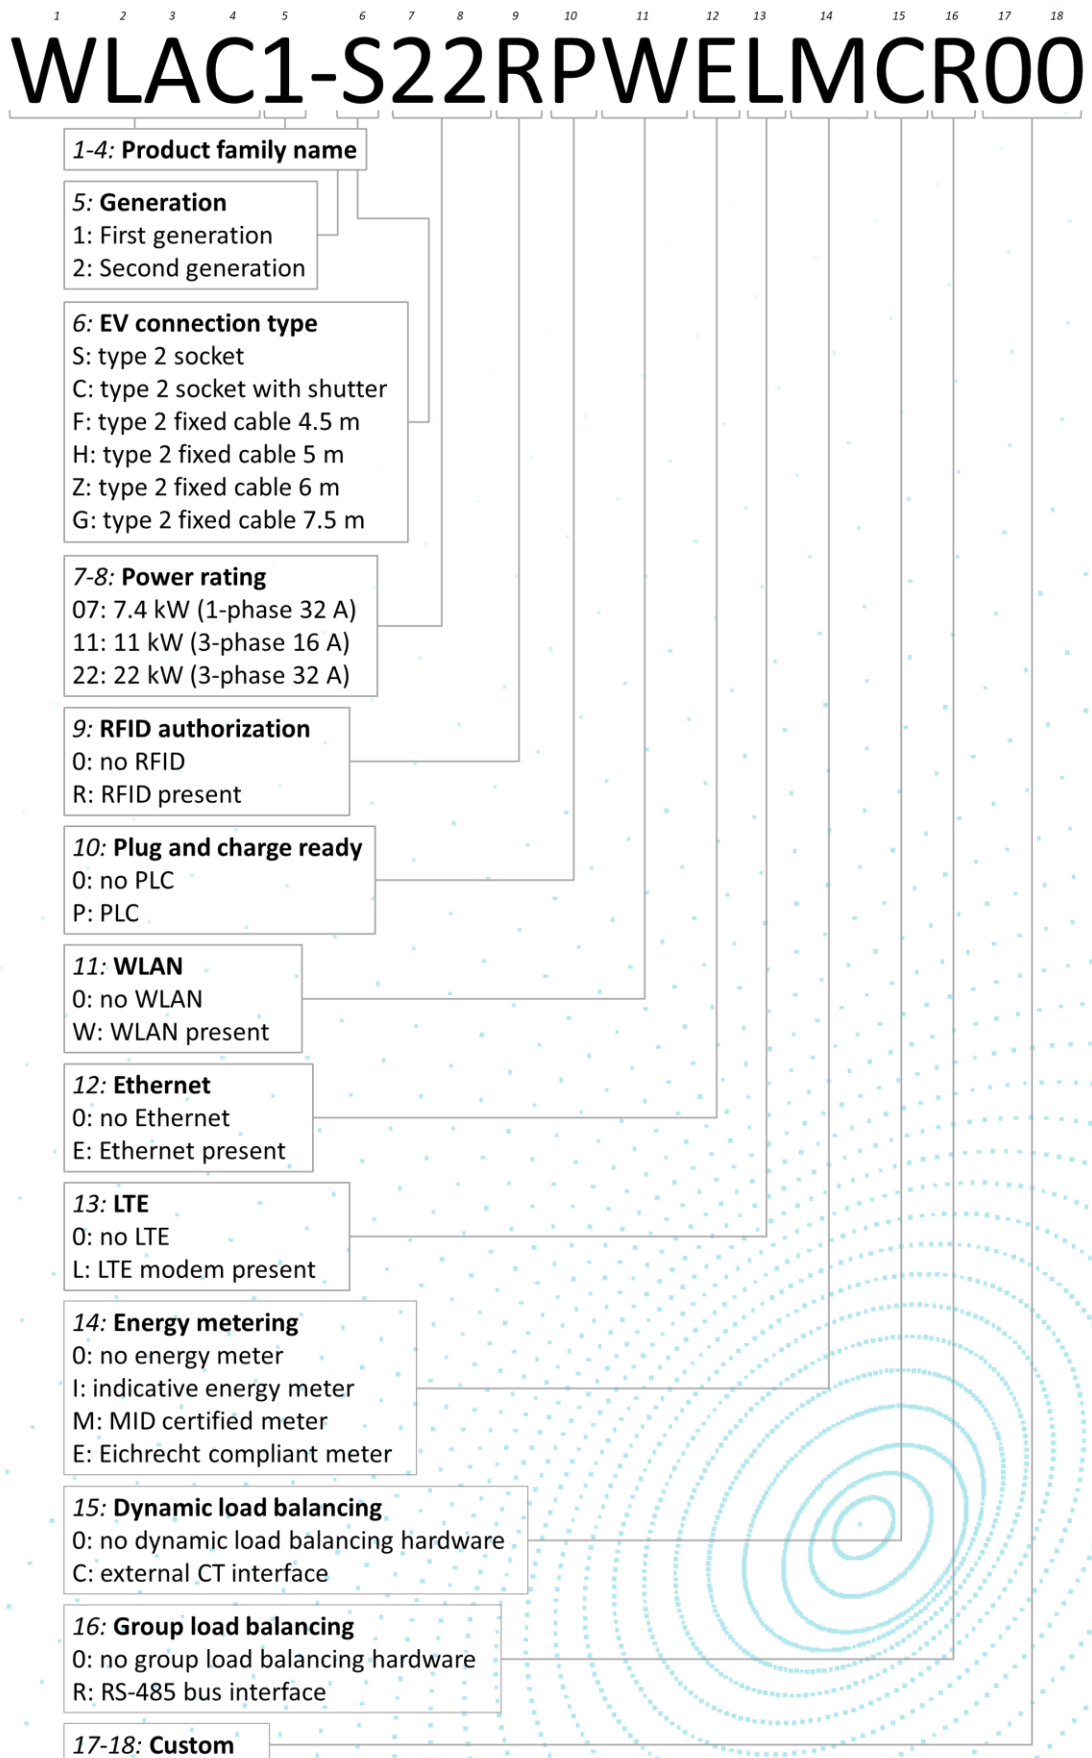 1 2 3 4 5 6 7 8 9 10 11 12 13 14 15 16 17 18
WLAC1-S22RPWELMCR00
1-4: Product family name
5: Generation
1: First generation
2: Second generation
6: EV connection type
S: type 2 socket
C: type 2 socket with shutter
F: type 2 fixed cable 4.5 m
H: type 2 fixed cable 5 m
Z: type 2 fixed cable 6 m
G: type 2 fixed cable 7.5 m
7-8: Power rating
07: 7.4 kW (1-phase 32 A)
11: 11 kW (3-phase 16 A)
22: 22 kW (3-phase 32 A)
9: RFID authorization
0: no RFID
R: RFID present
10: Plug and charge ready
0: no PLC
P: PLC
11: WLAN
0: no WLAN
W: WLAN present
12: Ethernet
0: no Ethernet
E: Ethernet present
13: LTE
0: no LTE
L: LTE modem present
14: Energy metering
0: no energy meter
I: indicative energy meter
M: MID certified meter
E: Eichrecht compliant meter
15: Dynamic load balancing
0: no dynamic load balancing hardware
C: external CT interface
16: Group load balancing
0: no group load balancing hardware
R: RS-485 bus interface
17-18: Custom